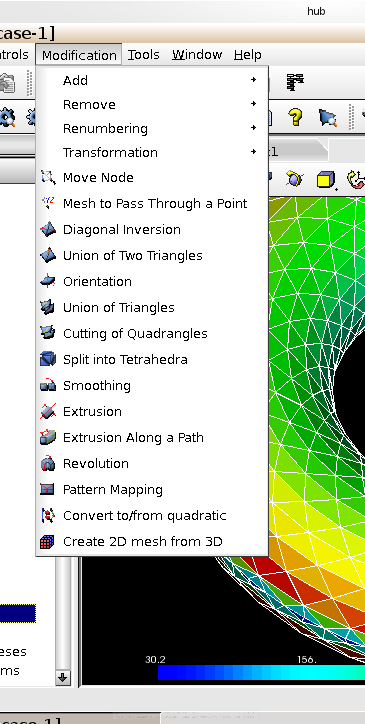 hub
case-1]
ntrols Modification Tools Window Help
Add
Remove
Renumbering
Transformation
:1
Move Node
Mesh to Pass Through a Point
Diagonal Inversion
Union of Two Triangles
Orientation
Union of Triangles
Cutting of Quadrangles
Split into Tetrahedra
Smoothing
Extrusion
Extrusion Along a Path
Revolution
Pattern Mapping
Convert to/from quadratic
Create 2D mesh from 3D
eses
ms
30.2 156.
case-1]